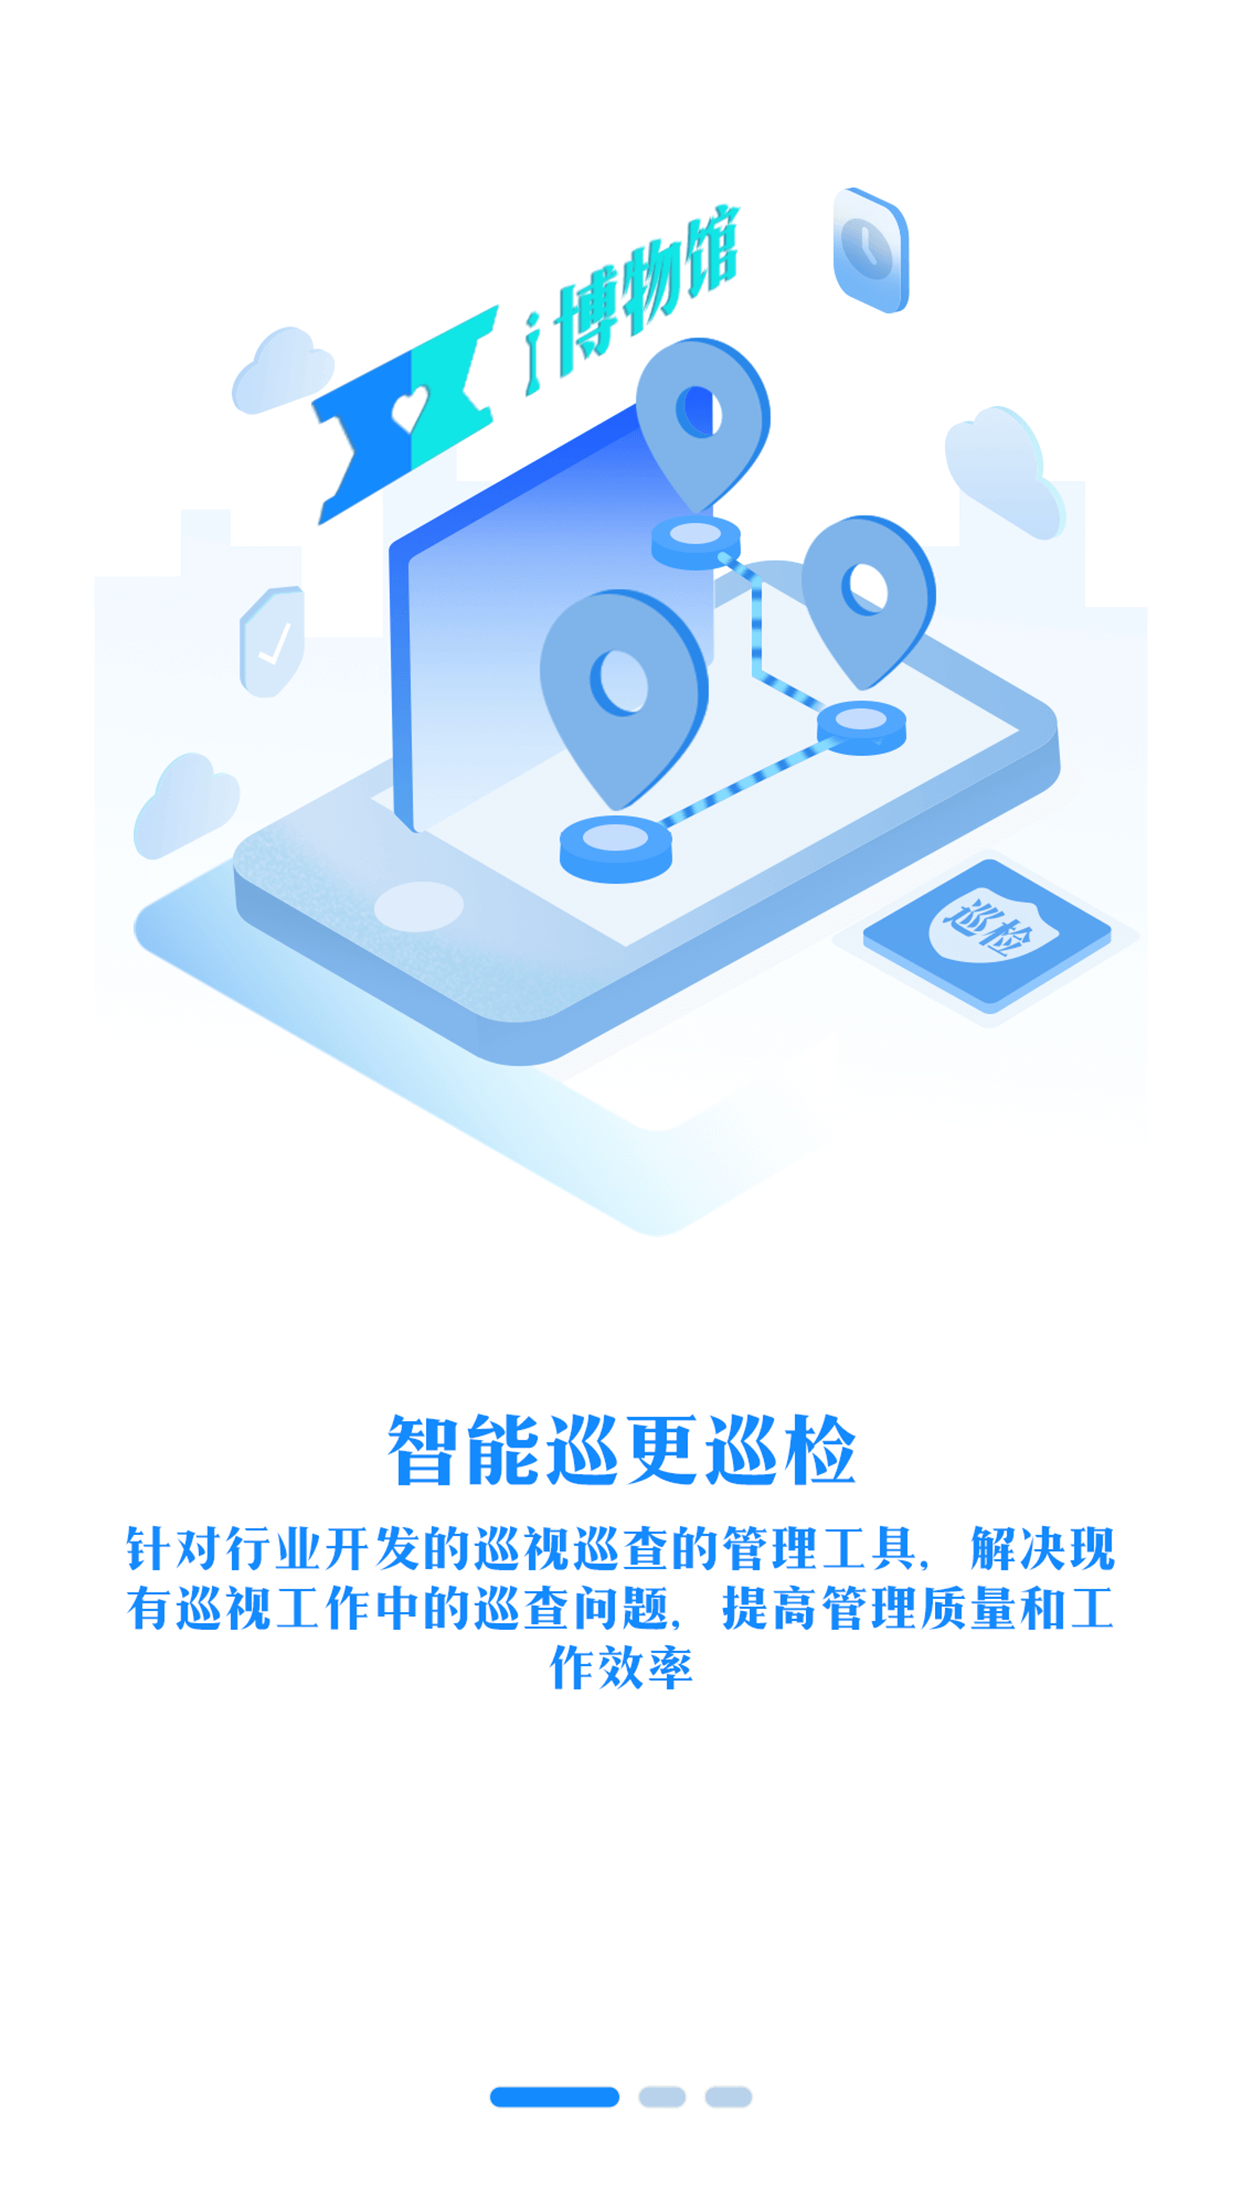 i博物馆
巡检
智能巡更巡检
针对行业开发的巡视巡查的管理工具，解决现
有巡视工作中的巡查问题，提高管理质量和工
作效率